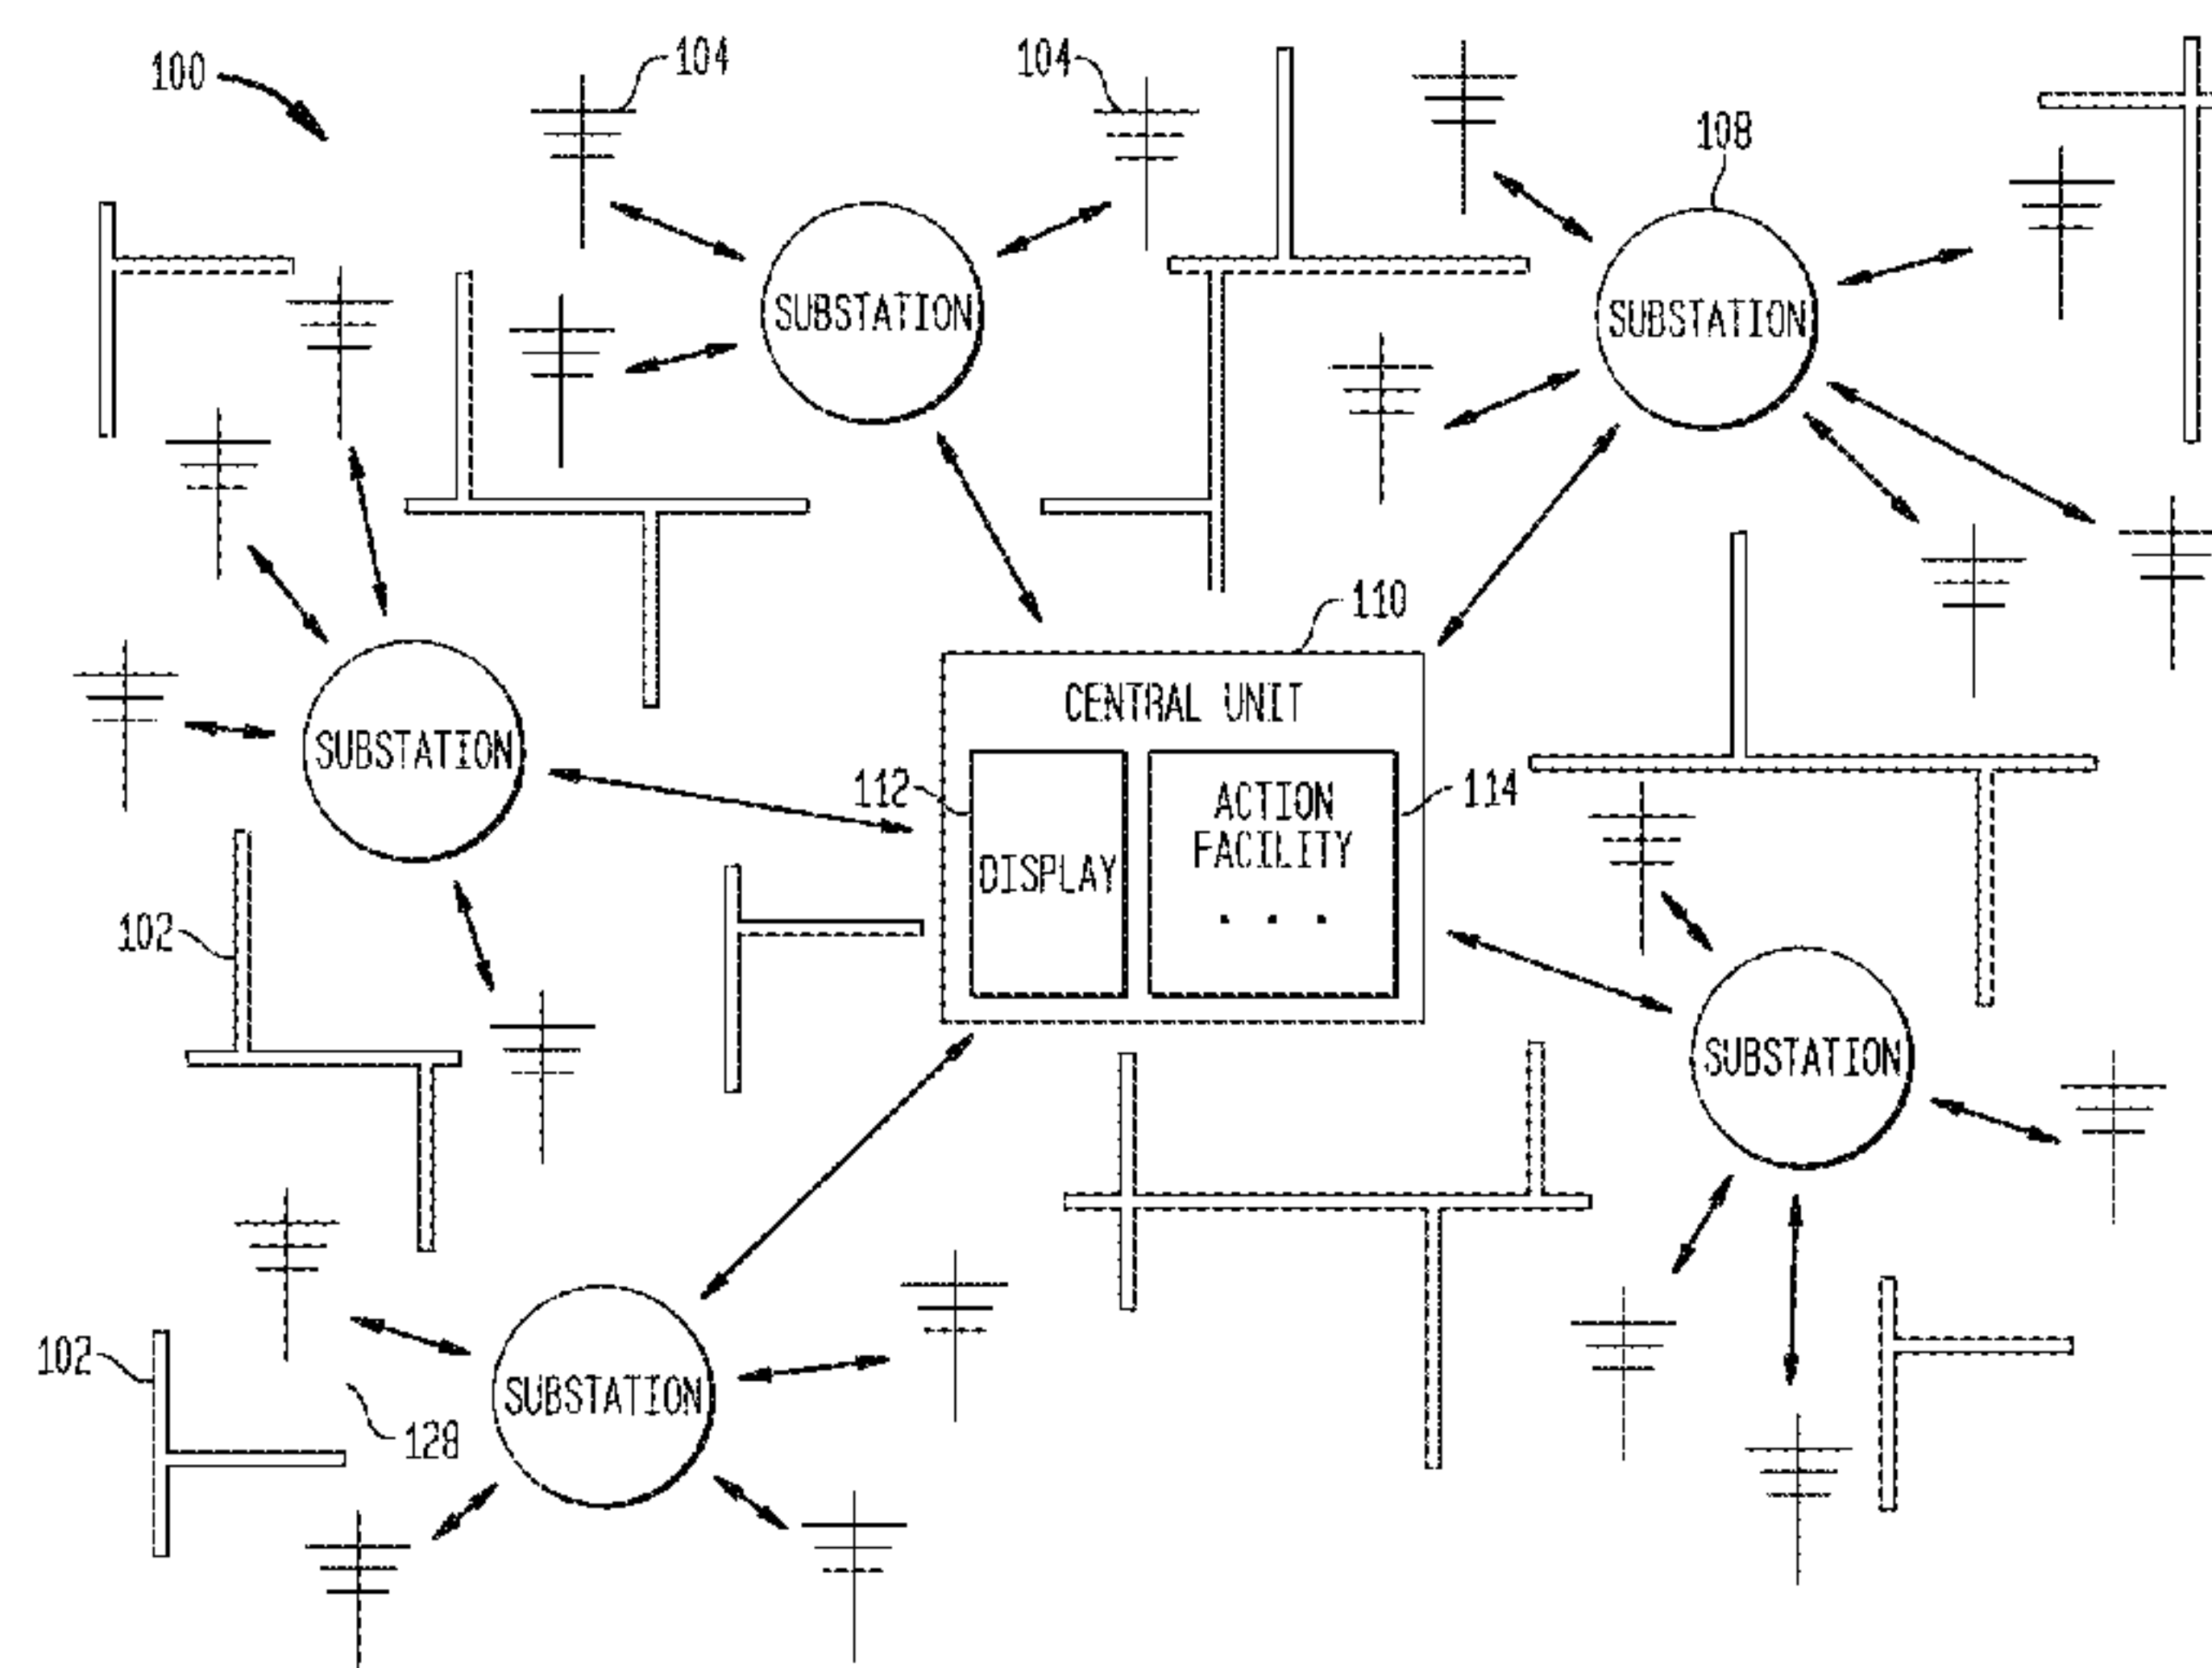 100
104
104
108
SUBSTATION
SUBSTATION
110
CENTRAL UNIT
SUBSTATION
112
ACTION
FACILITY
. . .
114
DISPLAY
102
SUBSTATION
102
SUBSTATION
128